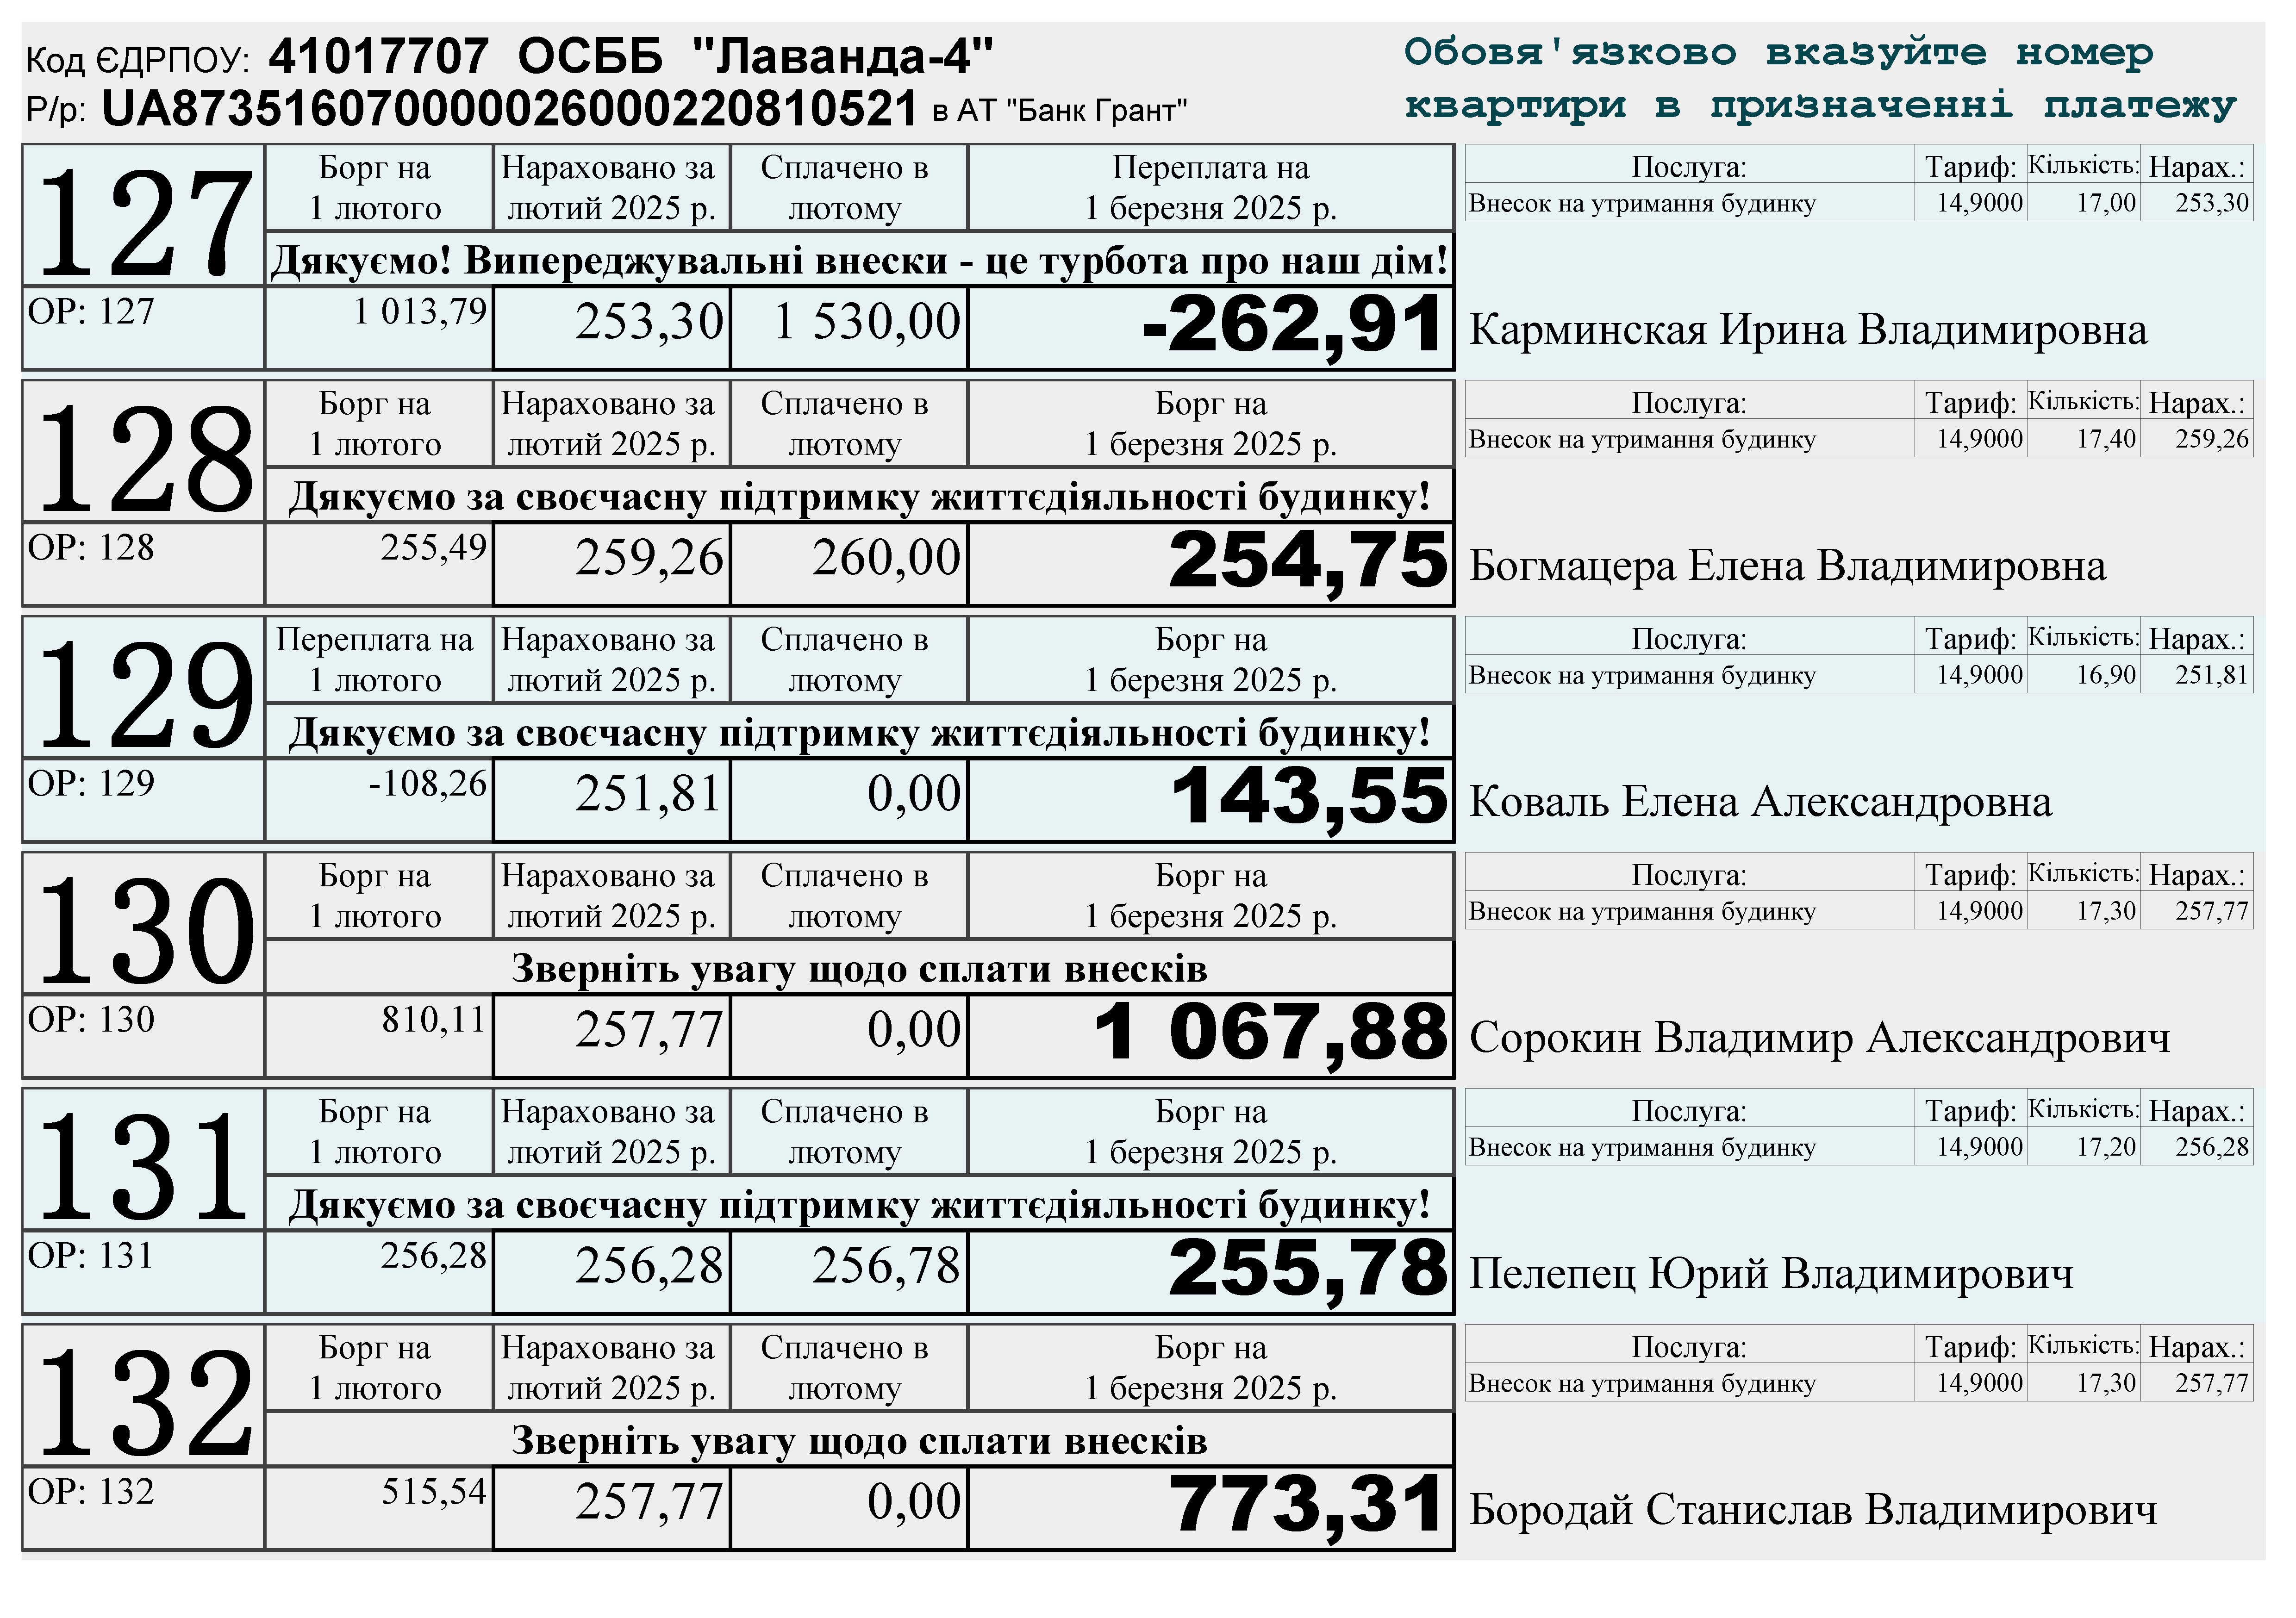 Код ЄДРПОУ: 41017707 ОСББ "Лаванда-4"
Р/р: UA873516070000026000220810521 в АТ "Банк Грант"
Обовя'язково вказуйте номер
квартири в призначенні платежу
127
Борг на Нараховано за Сплачено в Переплата на
1 лютого лютий 2025 р. лютому 1 березня 2025 р.
Дякуємо! Випереджувальні внески - це турбота про наш дім!
ОР: 127 1 013,79 253,30 1 530,00 -262,91
Послуга: Тариф: Кількість: Нарах.:
Внесок на утримання будинку 14,9000 17,00 253,30
Карминская Ирина Владимировна
128
Борг на Нараховано за Сплачено в Борг на
1 лютого лютий 2025 р. лютому 1 березня 2025 р.
Дякуємо за своєчасну підтримку життєдіяльності будинку!
ОР: 128 255,49 259,26 260,00 254,75
Послуга: Тариф: Кількість: Нарах.:
Внесок на утримання будинку 14,9000 17,40 259,26
Богмацера Елена Владимировна
129
Переплата на Нараховано за Сплачено в Борг на
1 лютого лютий 2025 р. лютому 1 березня 2025 р.
Дякуємо за своєчасну підтримку життєдіяльності будинку!
ОР: 129 -108,26 251,81 0,00 143,55
Послуга: Тариф: Кількість: Нарах.:
Внесок на утримання будинку 14,9000 16,90 251,81
Коваль Елена Александровна
130
Борг на Нараховано за Сплачено в Борг на
1 лютого лютий 2025 р. лютому 1 березня 2025 р.
Зверніть увагу щодо сплати внесків
ОР: 130 810,11 257,77 0,00 1 067,88
Послуга: Тариф: Кількість: Нарах.:
Внесок на утримання будинку 14,9000 17,30 257,77
Сорокин Владимир Александрович
131
Борг на Нараховано за Сплачено в Борг на
1 лютого лютий 2025 р. лютому 1 березня 2025 р.
Дякуємо за своєчасну підтримку життєдіяльності будинку!
ОР: 131 256,28 256,28 256,78 255,78
Послуга: Тариф: Кількість: Нарах.:
Внесок на утримання будинку 14,9000 17,20 256,28
Пелепец Юрий Владимирович
132
Борг на Нараховано за Сплачено в Борг на
1 лютого лютий 2025 р. лютому 1 березня 2025 р.
Зверніть увагу щодо сплати внесків
ОР: 132 515,54 257,77 0,00 773,31
Послуга: Тариф: Кількість: Нарах.:
Внесок на утримання будинку 14,9000 17,30 257,77
Бородай Станислав Владимирович